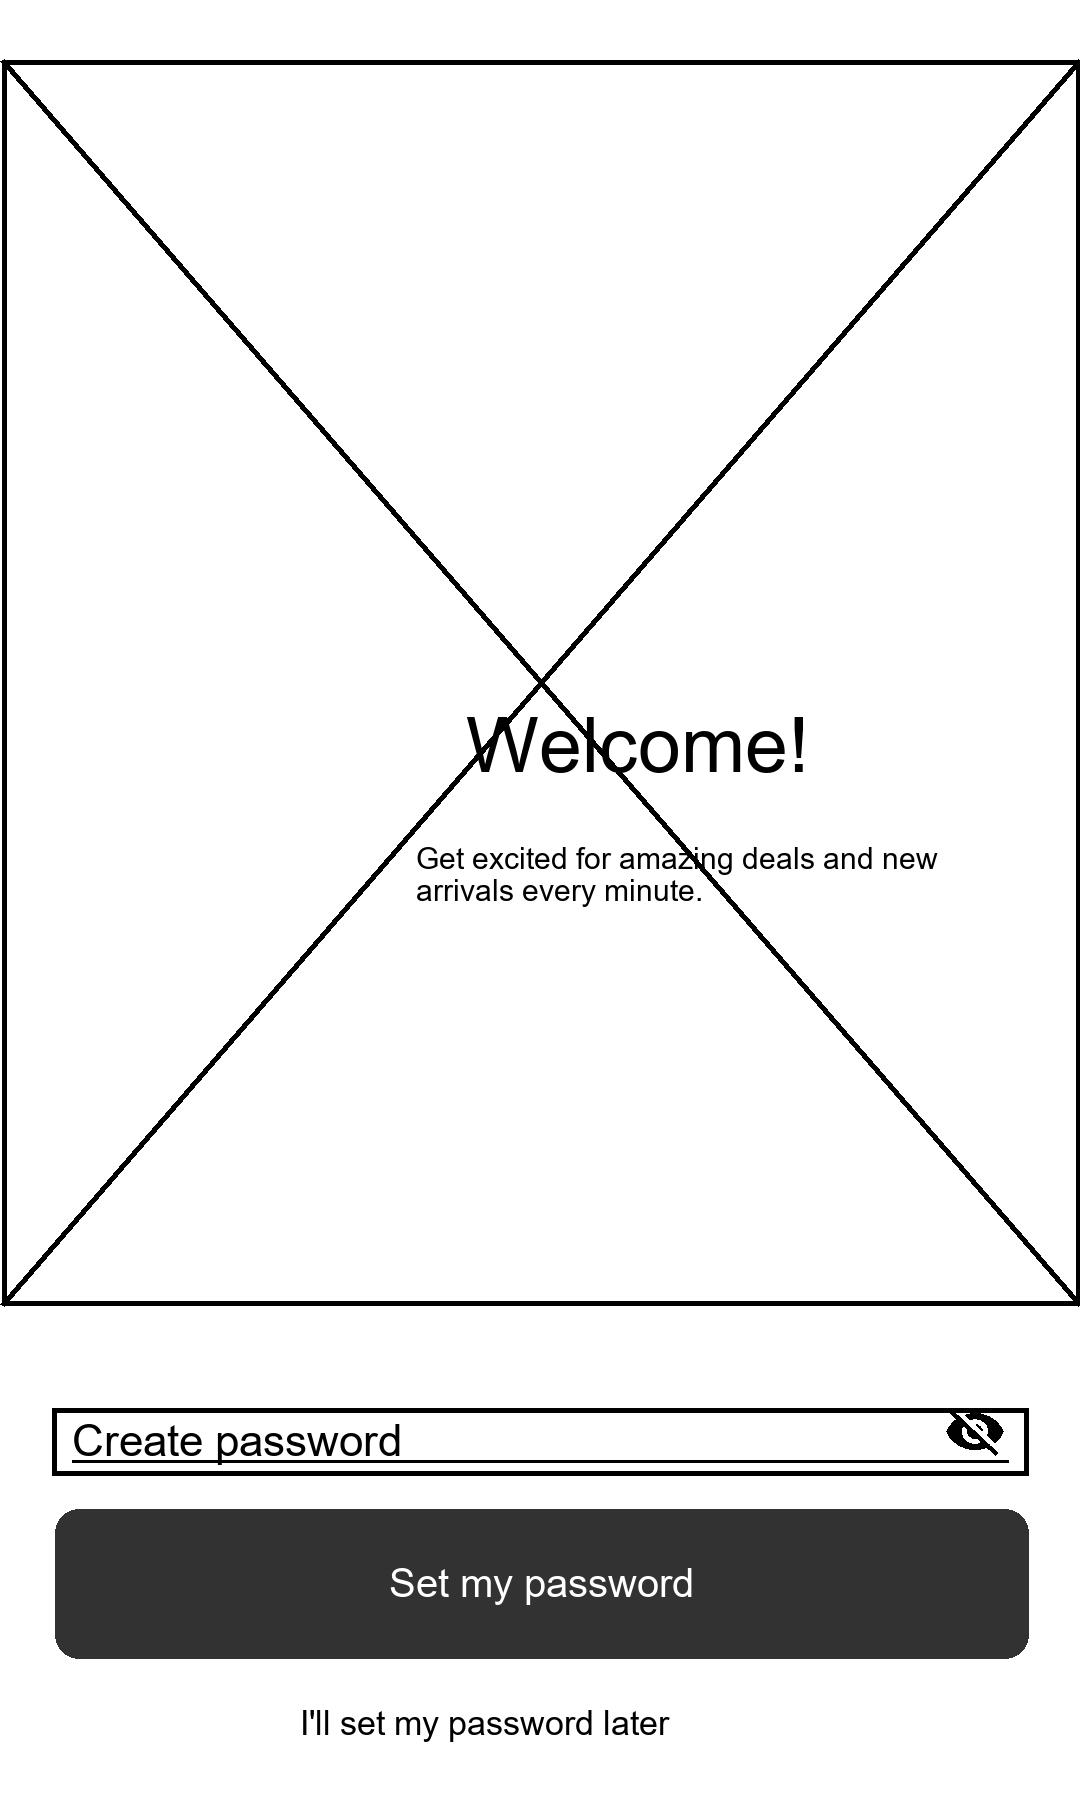 Welcome!
Get excited for amazing deals and new
arrivals every minute.
Create password
Set my password
I'll set my password later